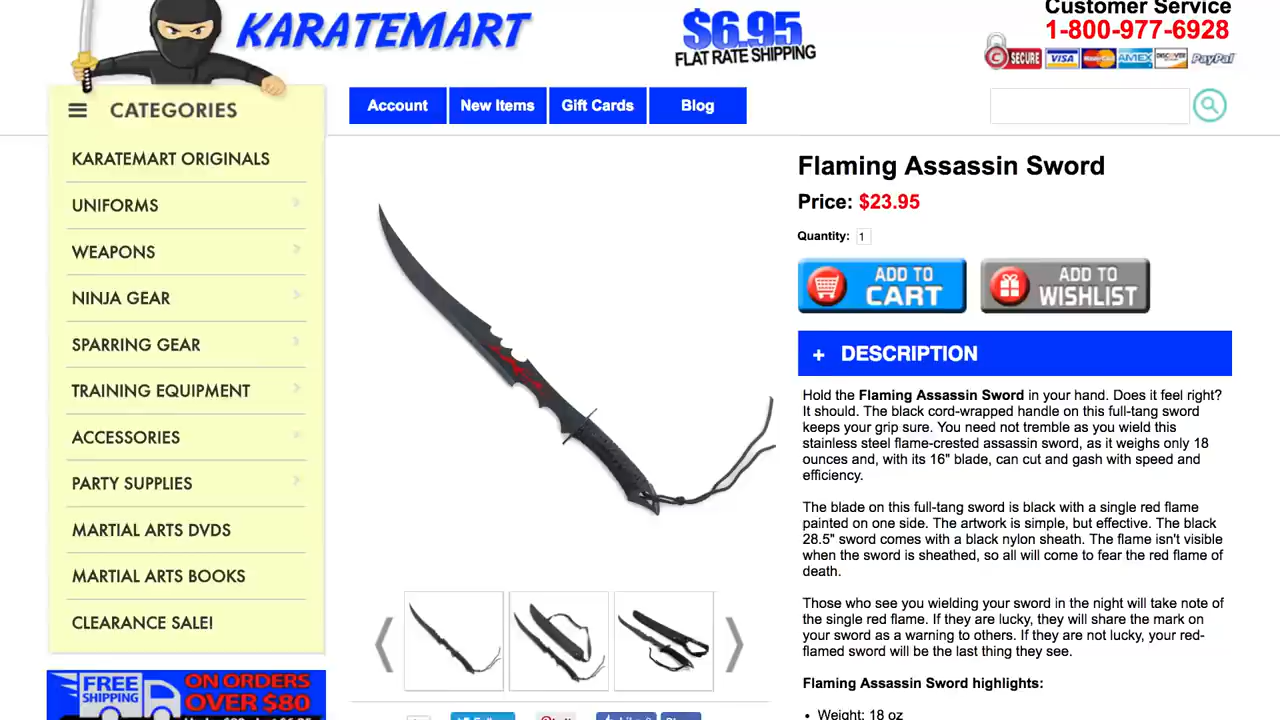 KARATEMART
$6.95
FLAT RATE SHIPPING
Customer Service
1-800-977-6928
SECURE VISA MasterCard AMEX DISCOVER PayPal
CATEGORIES
Account New Items Gift Cards Blog
KARATEMART ORIGINALS
UNIFORMS
WEAPONS
NINJA GEAR
SPARRING GEAR
TRAINING EQUIPMENT
ACCESSORIES
PARTY SUPPLIES
MARTIAL ARTS DVDS
MARTIAL ARTS BOOKS
CLEARANCE SALE!
FREE SHIPPING
ON ORDERS
OVER $80
Flaming Assassin Sword
Price: $23.95
Quantity: 1
ADD TO CART
ADD TO WISHLIST
+ DESCRIPTION
Hold the Flaming Assassin Sword in your hand. Does it feel right?
It should. The black cord-wrapped handle on this full-tang sword
keeps your grip sure. You need not tremble as you wield this
stainless steel flame-crested assassin sword, as it weighs only 18
ounces and, with its 16" blade, can cut and gash with speed and
efficiency.
The blade on this full-tang sword is black with a single red flame
painted on one side. The artwork is simple, but effective. The black
28.5" sword comes with a black nylon sheath. The flame isn't visible
when the sword is sheathed, so all will come to fear the red flame of
death.
Those who see you wielding your sword in the night will take note of
the single red flame. If they are lucky, they will share the mark on
your sword as a warning to others. If they are not lucky, your red-
flamed sword will be the last thing they see.
Flaming Assassin Sword highlights:
• Weight: 18 oz